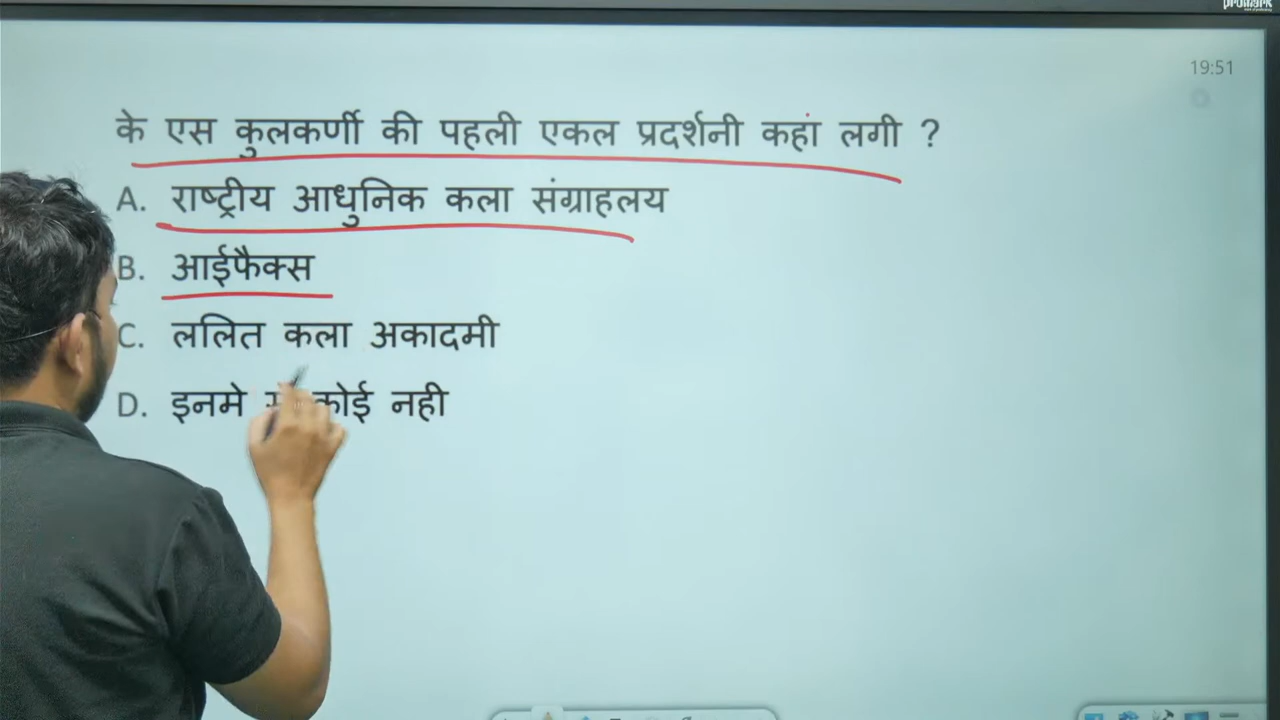 promark
19:51
के एस कुलकर्णी की पहली एकल प्रदर्शनी कहां लगी ?
A. राष्ट्रीय आधुनिक कला संग्राहलय
B. आईफैक्स
C. ललित कला अकादमी
D. इनमे कोई नही